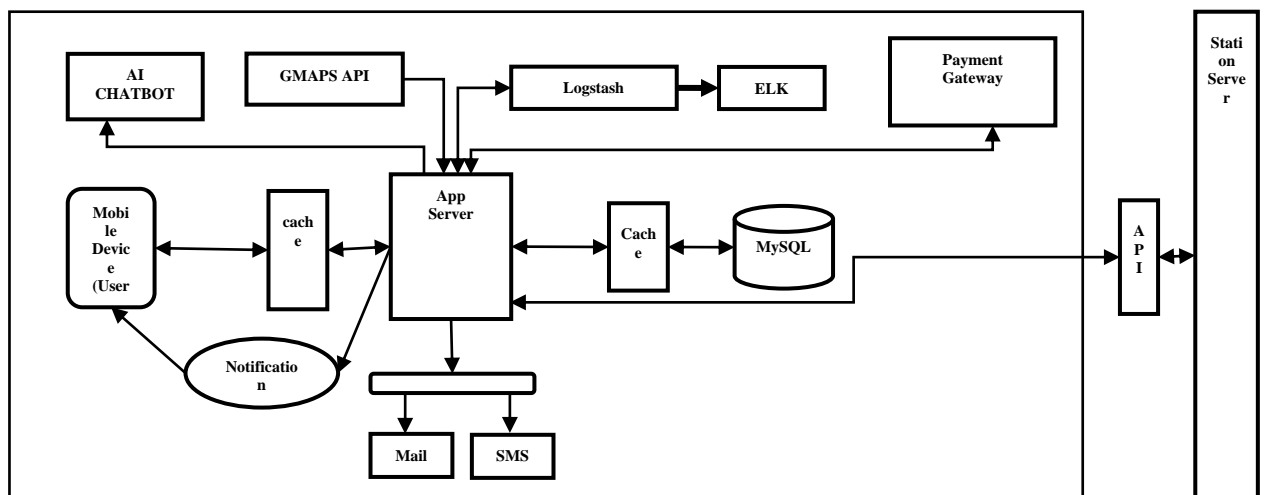 AI
CHATBOT
GMAPS API
Logstash
ELK
Payment
Gateway
Stati
on
Serve
r
Mobi
le
Devic
e
(User
cach
e
App
Server
Cach
e
MySQL
A
P
I
Notificatio
n
Mail
SMS